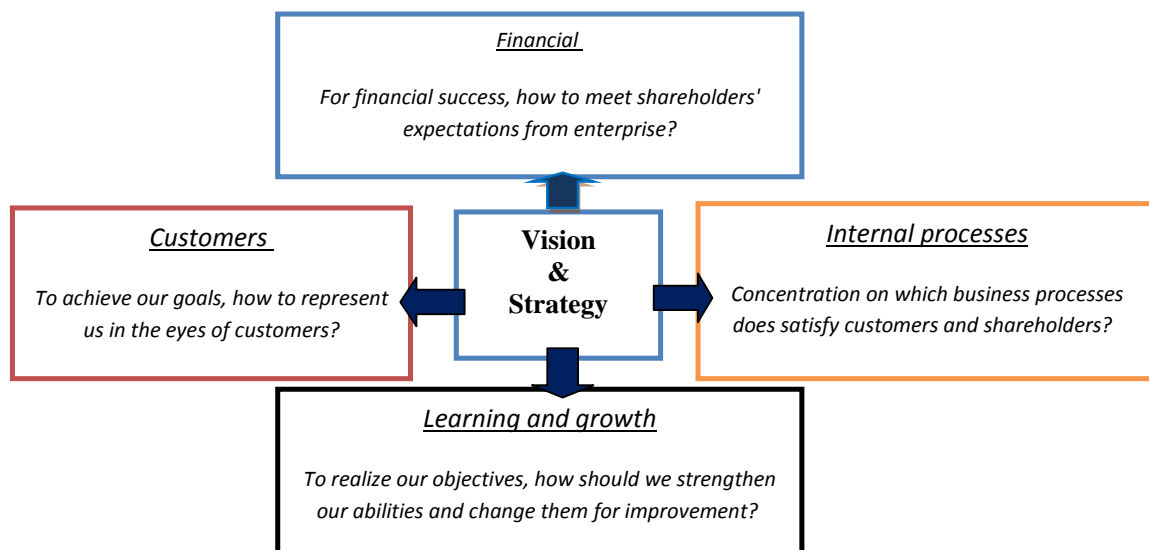 Financial
For financial success, how to meet shareholders'
expectations from enterprise?
Customers
To achieve our goals, how to represent
us in the eyes of customers?
Vision
&
Strategy
Internal processes
Concentration on which business processes
does satisfy customers and shareholders?
Learning and growth
To realize our objectives, how should we strengthen
our abilities and change them for improvement?